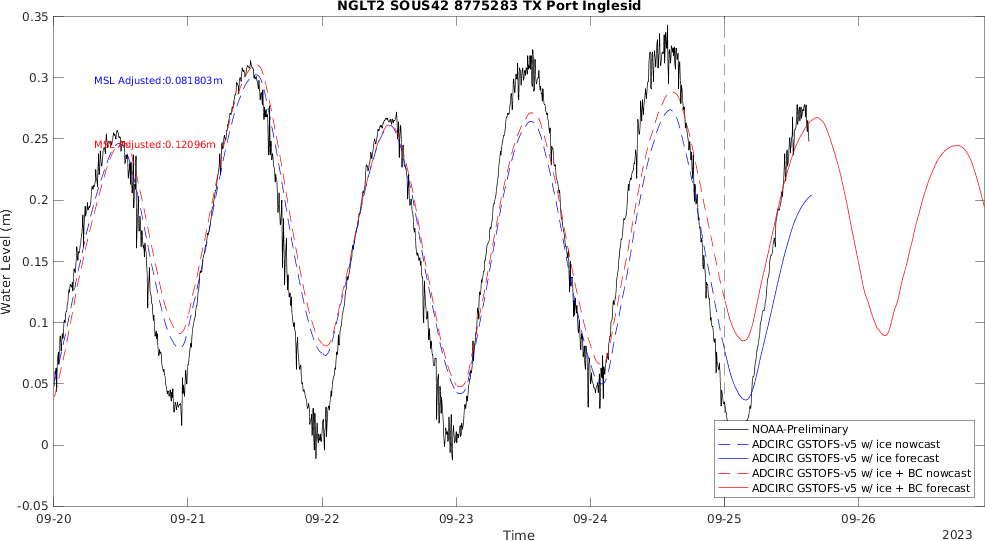 NGLT2 SOUS42 8775283 TX Port Inglesid
0.35
0.3
0.25
0.2
0.15
0.1
0.05
0
-0.05
Water Level (m)
MSL Adjusted:0.081803m
MSL Adjusted:0.12096m
NOAA-Preliminary
ADCIRC GSTOFS-v5 w/ ice nowcast
ADCIRC GSTOFS-v5 w/ ice forecast
ADCIRC GSTOFS-v5 w/ ice + BC nowcast
ADCIRC GSTOFS-v5 w/ ice + BC forecast
09-20
09-21
09-22
09-23
09-24
09-25
09-26
Time
2023